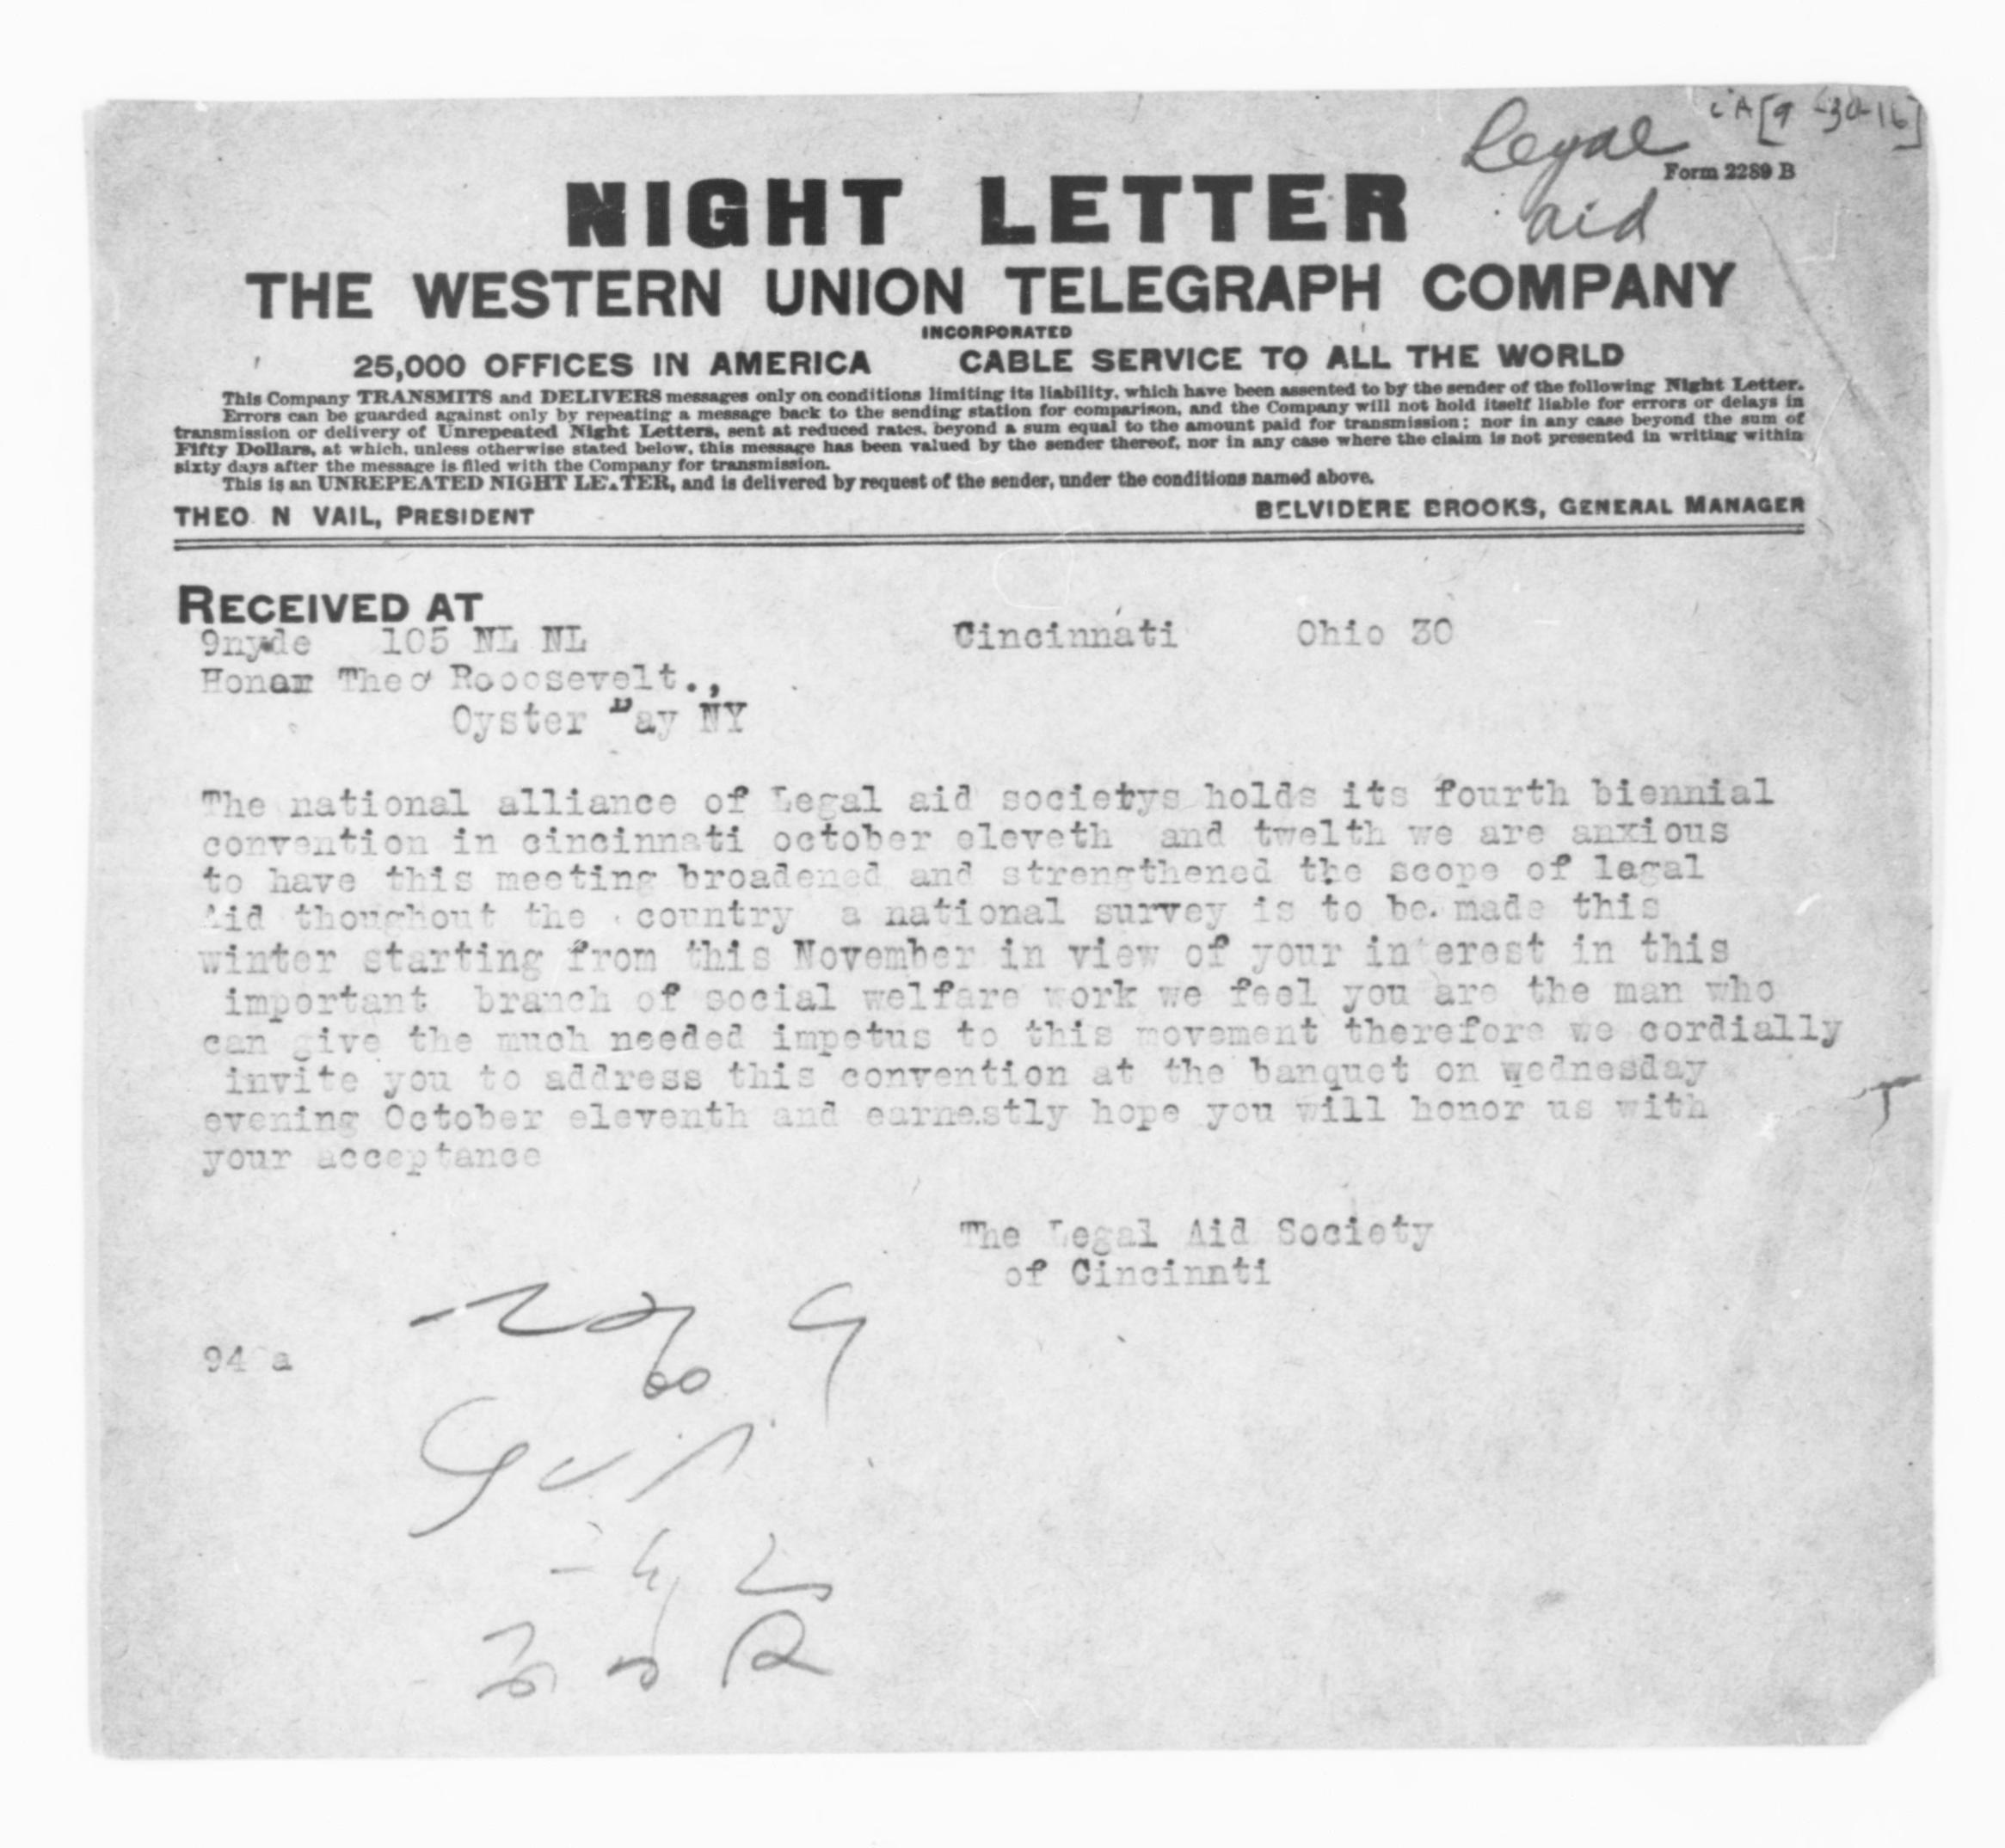 Legal
aid
[9-30-16]
Form 2289 B
NIGHT LETTER
THE WESTERN UNION TELEGRAPH COMPANY
INCORPORATED
25,000 OFFICES IN AMERICA CABLE SERVICE TO ALL THE WORLD
This Company TRANSMITS and DELIVERS messages only on conditions limiting its liability, which have been assented to by the sender of the following Night Letter.
Errors can be guarded against only by repeating a message back to the sending station for comparison, and the Company will not hold itself liable for errors or delays in
transmission or delivery of Unrepeated Night Letters, sent at reduced rates, beyond a sum equal to the amount paid for transmission; nor in any case beyond the sum of
Fifty Dollars, at which, unless otherwise stated below, this message has been valued by the sender thereof, nor in any case where the claim is not presented in writing within
sixty days after the message is filed with the Company for transmission.
This is an UNREPEATED NIGHT LETTER, and is delivered by request of the sender, under the conditions named above.
THEO N VAIL, PRESIDENT BELVIDERE BROOKS, GENERAL MANAGER
RECEIVED AT
9nyde 105 NL NL Cincinnati Ohio 30
Honar Theo Rooosevelt.,
Oyster Bay NY
The national alliance of Legal aid societys holds its fourth biennial
convention in cincinnati october eleveth and twelth we are anxious
to have this meeting broadened and strengthened the scope of legal
Aid thoughout the country a national survey is to be. made this
winter starting from this November in view of your interest in this
important branch of social welfare work we feel you are the man who
can give the much needed impetus to this movement therefore we cordially
invite you to address this convention at the banquet on wednesday
evening October eleventh and earnestly hope you will honor us with
your acceptance
The Legal Aid Society
of Cincinnti
94 a